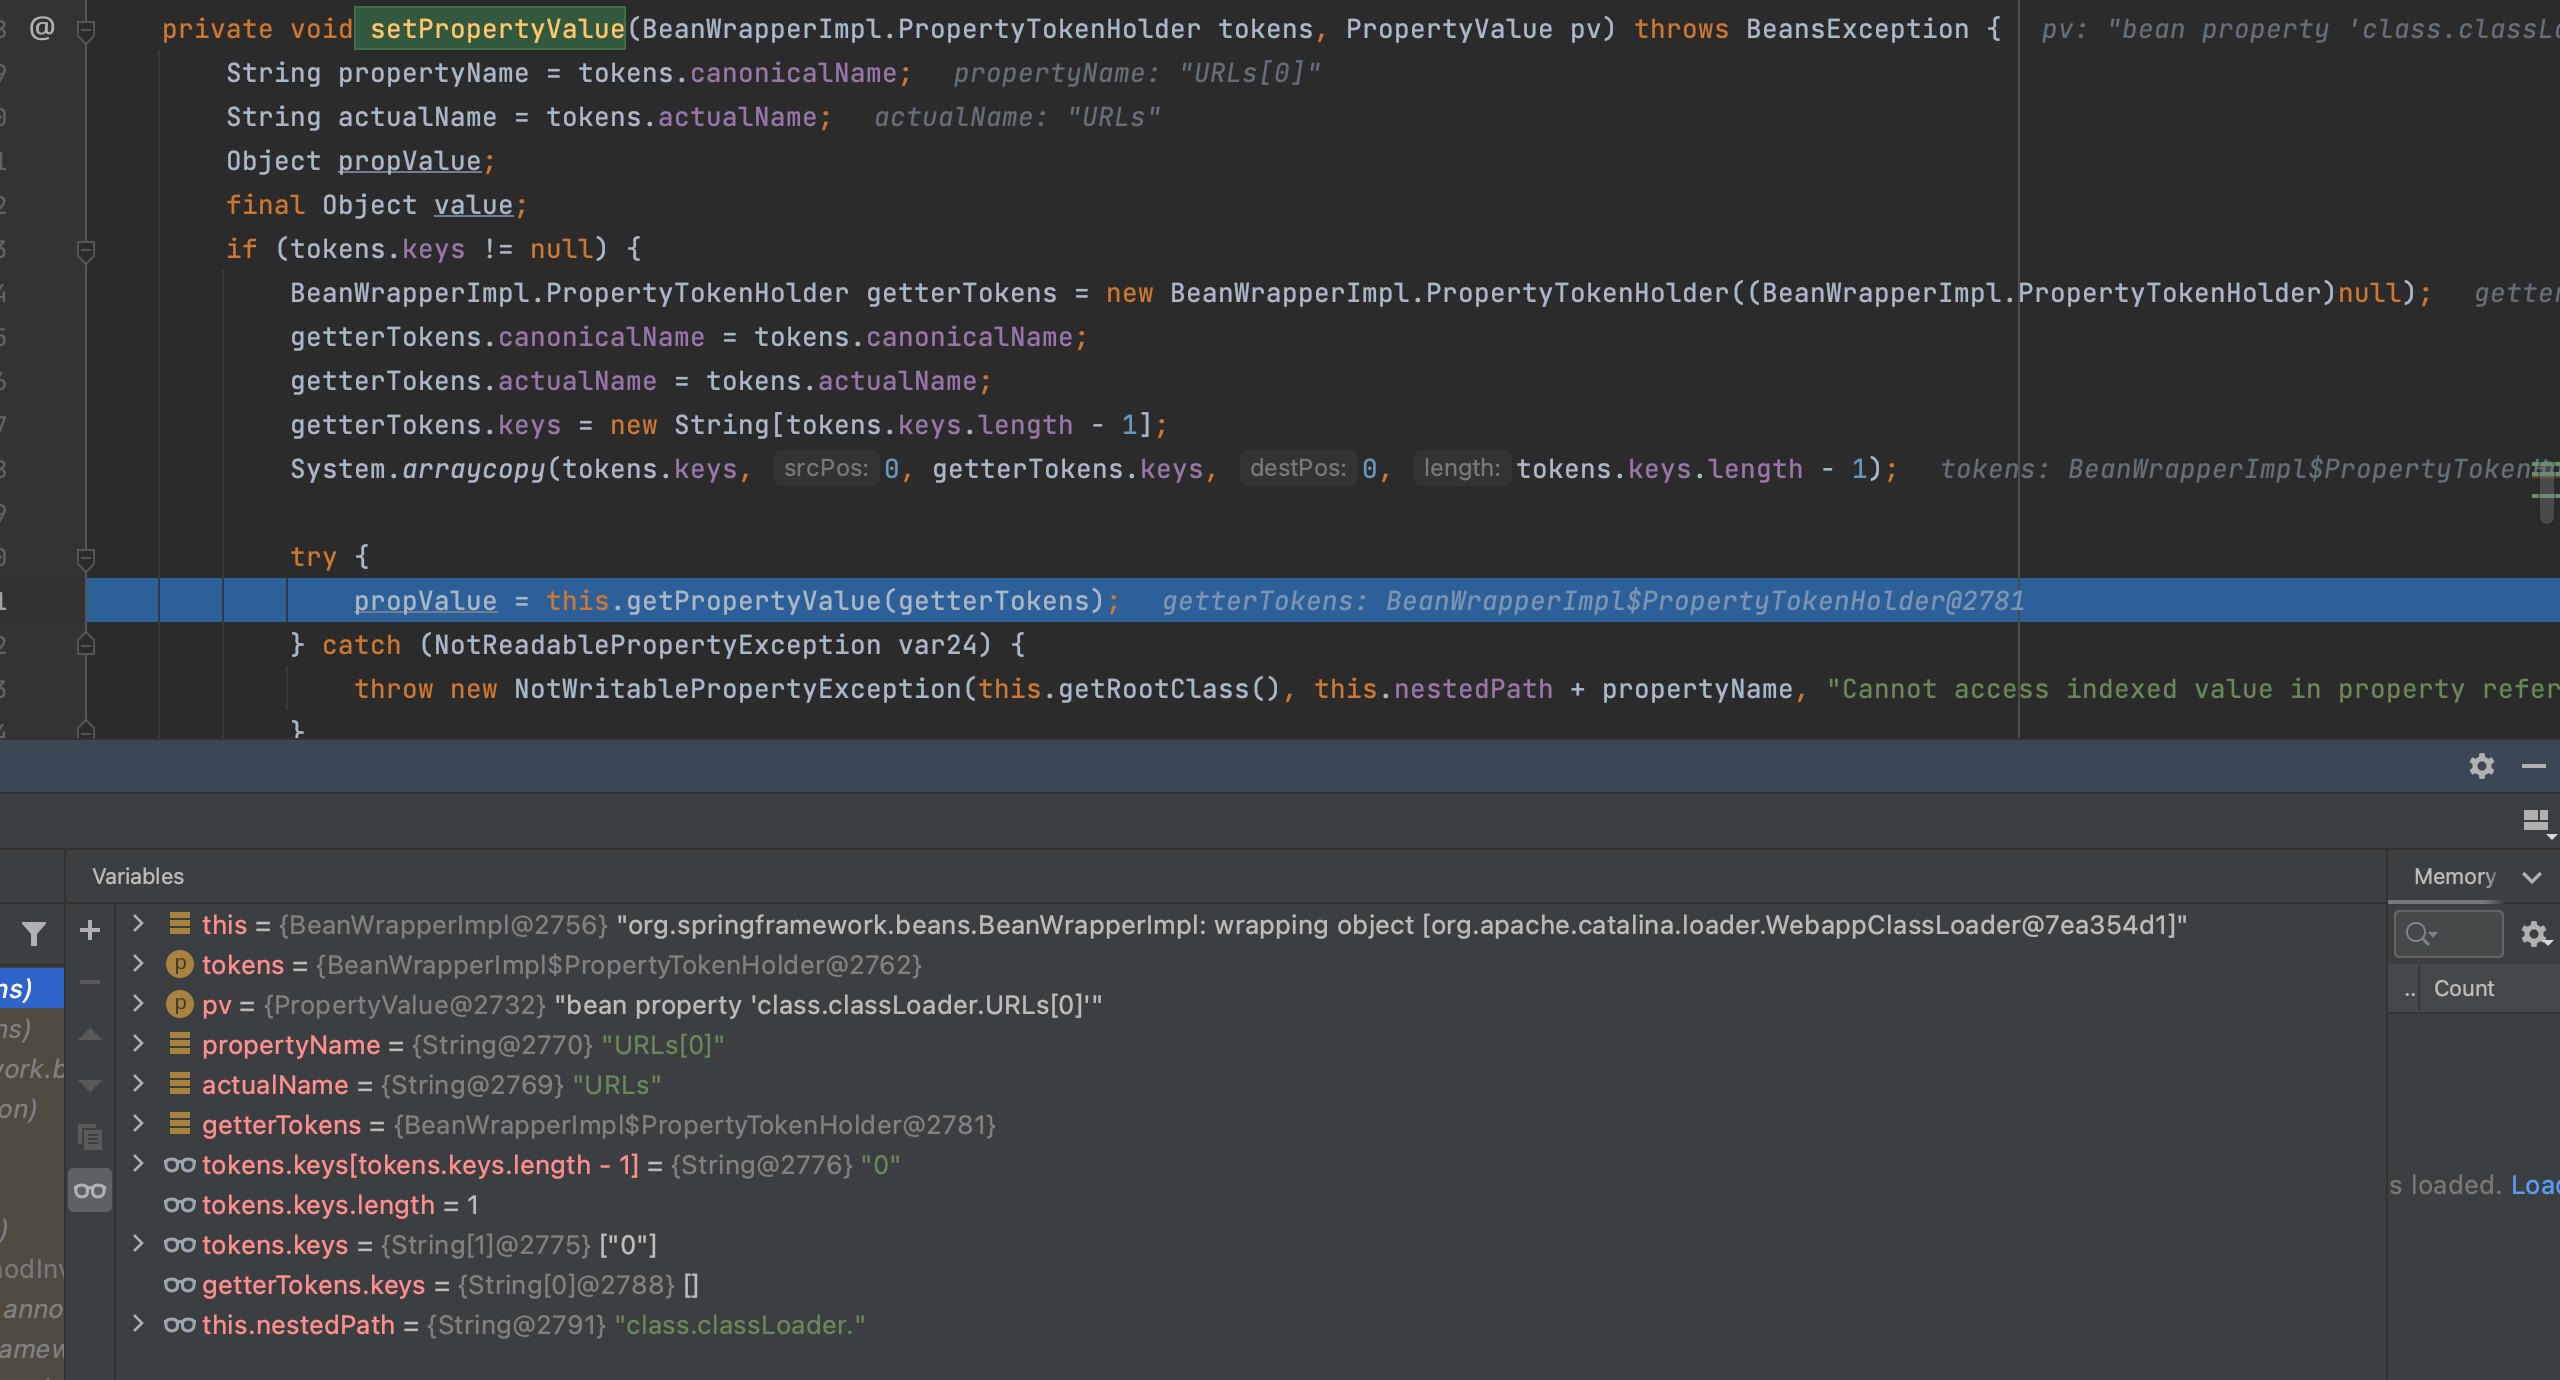 @ private void setPropertyValue(BeanWrapperImpl.PropertyTokenHolder tokens, PropertyValue pv) throws BeansException { pv: "bean property 'class.classLo
String propertyName = tokens.canonicalName; propertyName: "URLs[0]"
String actualName = tokens.actualName; actualName: "URLs"
Object propValue;
final Object value;
if (tokens.keys != null) {
BeanWrapperImpl.PropertyTokenHolder getterTokens = new BeanWrapperImpl.PropertyTokenHolder((BeanWrapperImpl.PropertyTokenHolder)null); getter
getterTokens.canonicalName = tokens.canonicalName;
getterTokens.actualName = tokens.actualName;
getterTokens.keys = new String[tokens.keys.length - 1];
System.arraycopy(tokens.keys, srcPos: 0, getterTokens.keys, destPos: 0, length: tokens.keys.length - 1); tokens: BeanWrapperImpl$PropertyToken
try {
propValue = this.getPropertyValue(getterTokens); getterTokens: BeanWrapperImpl$PropertyTokenHolder@2781
} catch (NotReadablePropertyException var24) {
throw new NotWritablePropertyException(this.getRootClass(), this.nestedPath + propertyName, "Cannot access indexed value in property refer
}
Variables
Memory
this = {BeanWrapperImpl@2756} "org.springframework.beans.BeanWrapperImpl: wrapping object [org.apache.catalina.loader.WebappClassLoader@7ea354d1]"
p tokens = {BeanWrapperImpl$PropertyTokenHolder@2762}
ns)
p pv = {PropertyValue@2732} "bean property 'class.classLoader.URLs[0]'"
.. Count
ns)
propertyName = {String@2770} "URLs[0]"
work.b
actualName = {String@2769} "URLs"
on)
getterTokens = {BeanWrapperImpl$PropertyTokenHolder@2781}
tokens.keys[tokens.keys.length - 1] = {String@2776} "0"
s loaded. Load
tokens.keys.length = 1
)
tokens.keys = {String[1]@2775} ["0"]
hodInv
getterTokens.keys = {String[0]@2788} []
anno
this.nestedPath = {String@2791} "class.classLoader."
amew